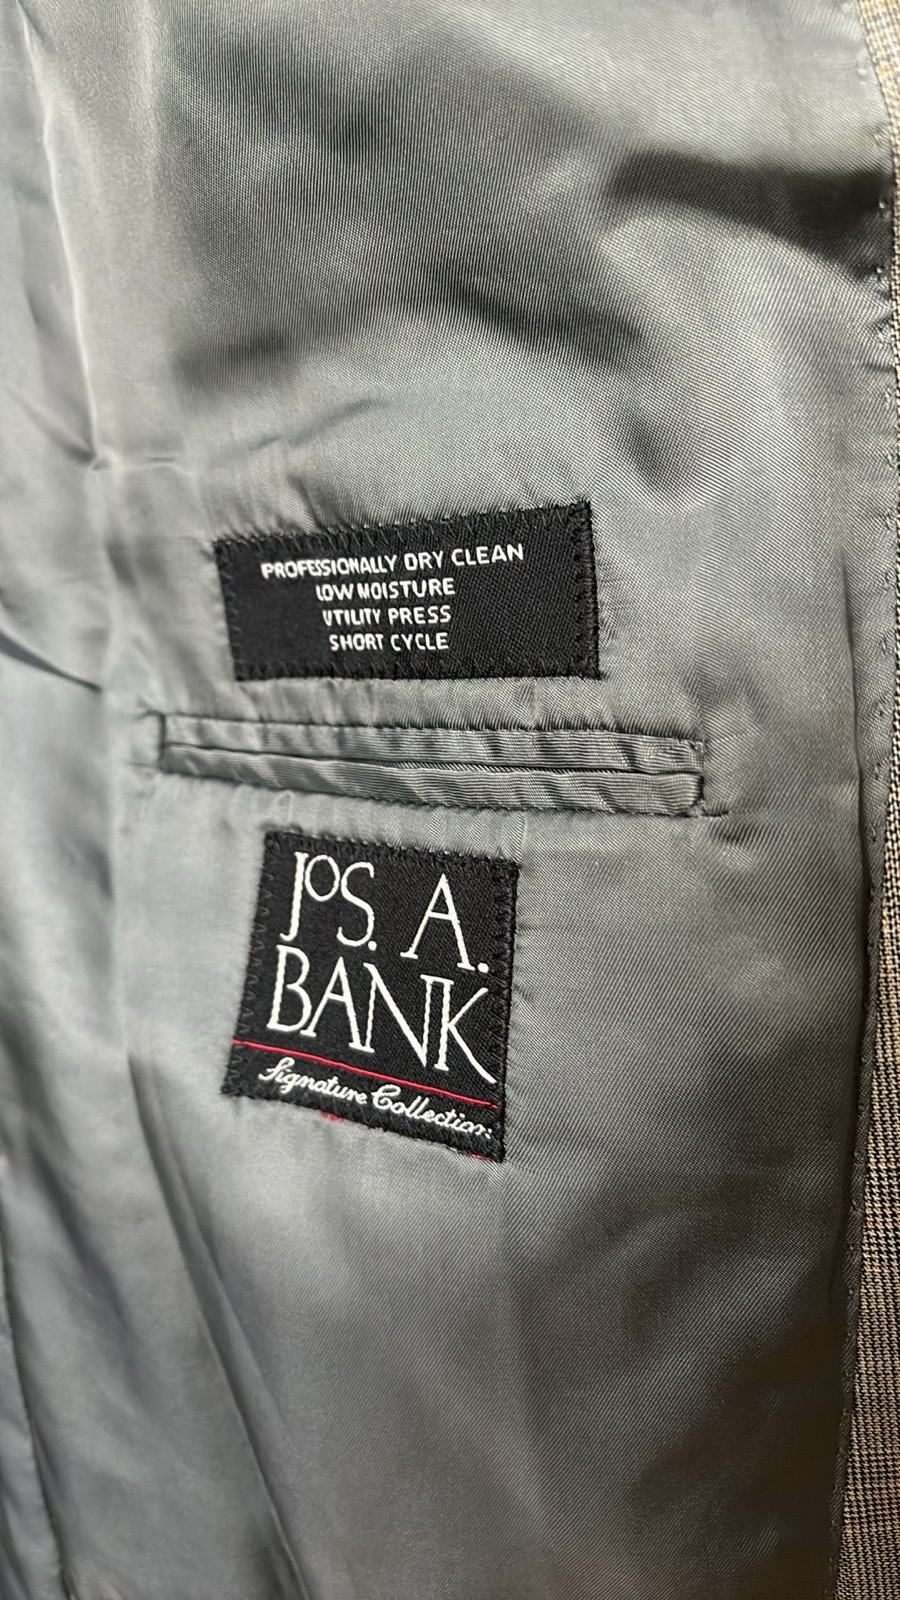 PROFESSIONALLY DRY CLEAN
LOW MOISTURE
UTILITY PRESS
SHORT CYCLE
JOS. A.
BANK
Signature Collection